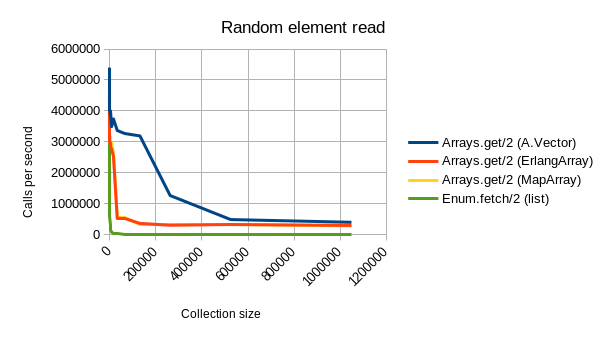 Random element read
Calls per second
6000000
5000000
4000000
3000000
2000000
1000000
0
0
200000
400000
600000
800000
1000000
1200000
Collection size
Arrays.get/2 (A.Vector)
Arrays.get/2 (ErlangArray)
Arrays.get/2 (MapArray)
Enum.fetch/2 (list)